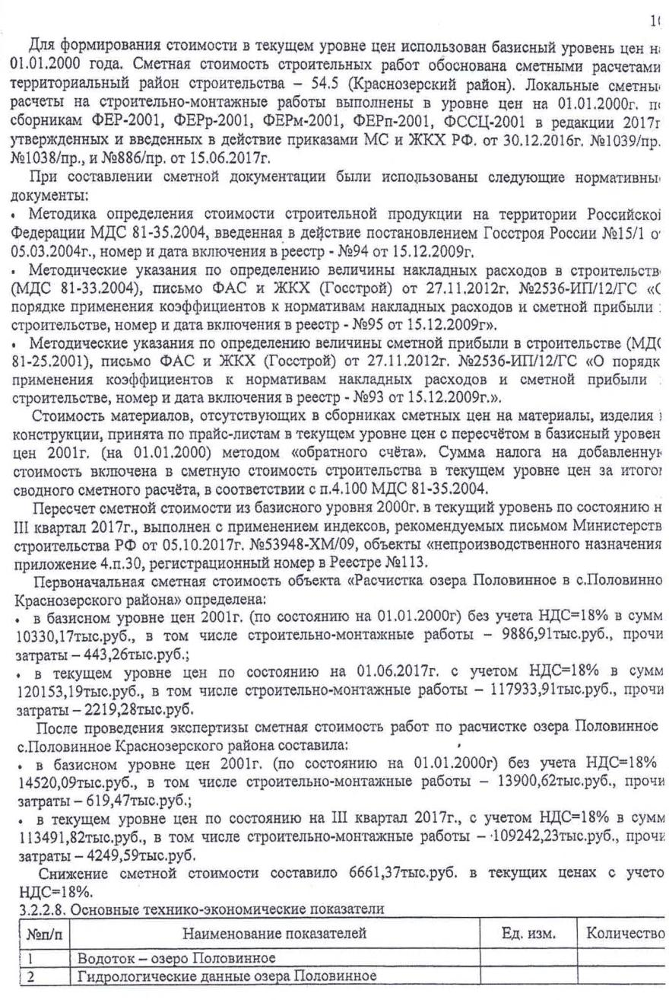 1
Для формирования стоимости в текущем уровне цен использован базисный уровень цен н
01.01.2000 года. Сметная стоимость строительных работ обоснована сметными расчетами
территориальный район строительства – 54.5 (Краснозерский район). Локальные сметны
расчеты на строительно-монтажные работы выполнены в уровне цен на 01.01.2000г. п
сборникам ФЕР-2001, ФЕРр-2001, ФЕРм-2001, ФЕРп-2001, ФССЦ-2001 в редакции 2017г
утвержденных и введенных в действие приказами МС и ЖКХ РФ. от 30.12.2016г. №1039/пр.
№1038/пр., и №886/пр. от 15.06.2017г.
При составлении сметной документации были использованы следующие нормативны
документы:
• Методика определения стоимости строительной продукции на территории Российско
Федерации МДС 81-35.2004, введенная в действие постановлением Госстроя России №15/1 о
05.03.2004г., номер и дата включения в реестр - №94 от 15.12.2009г.
• Методические указания по определению величины накладных расходов в строительств
(МДС 81-33.2004), письмо ФАС и ЖКХ (Госстрой) от 27.11.2012г. №2536-ИП/12/ГС «О
порядке применения коэффициентов к нормативам накладных расходов и сметной прибыли
строительстве, номер и дата включения в реестр - №95 от 15.12.2009г».
• Методические указания по определению величины сметной прибыли в строительстве (МДС
81-25.2001), письмо ФАС и ЖКХ (Госстрой) от 27.11.2012г. №2536-ИП/12/ГС «О порядк
применения коэффициентов к нормативам накладных расходов и сметной прибыли
строительстве, номер и дата включения в реестр - №93 от 15.12.2009г.».
Стоимость материалов, отсутствующих в сборниках сметных цен на материалы, изделия
конструкции, принята по прайс-листам в текущем уровне цен с пересчётом в базисный уровен
цен 2001г. (на 01.01.2000) методом «обратного счёта». Сумма налога на добавленную
стоимость включена в сметную стоимость строительства в текущем уровне цен за итого
сводного сметного расчёта, в соответствии с п.4.100 МДС 81-35.2004.
Пересчет сметной стоимости из базисного уровня 2000г. в текущий уровень по состоянию н
III квартал 2017г., выполнен с применением индексов, рекомендуемых письмом Министерств
строительства РФ от 05.10.2017г. №53948-ХМ/09, объекты «непроизводственного назначения
приложение 4.п.30, регистрационный номер в Реестре №113.
Первоначальная сметная стоимость объекта «Расчистка озера Половинное в с.Половинно
Краснозерского района» определена:
• в базисном уровне цен 2001г. (по состоянию на 01.01.2000г) без учета НДС=18% в сумм
10330,17тыс.руб., в том числе строительно-монтажные работы – 9886,91тыс.руб., прочи
затраты – 443,26тыс.руб.;
• в текущем уровне цен по состоянию на 01.06.2017г. с учетом НДС=18% в сумм
120153,19тыс.руб., в том числе строительно-монтажные работы – 117933,91тыс.руб., прочи
затраты – 2219,28тыс.руб.
После проведения экспертизы сметная стоимость работ по расчистке озера Половинное
с.Половинное Краснозерского района составила:
• в базисном уровне цен 2001г. (по состоянию на 01.01.2000г) без учета НДС=18%
14520,09тыс.руб., в том числе строительно-монтажные работы – 13900,62тыс.руб., прочи
затраты – 619,47тыс.руб.;
• в текущем уровне цен по состоянию на III квартал 2017г., с учетом НДС=18% в сумм
113491,82тыс.руб., в том числе строительно-монтажные работы – 109242,23тыс.руб., прочи
затраты – 4249,59тыс.руб.
Снижение сметной стоимости составило 6661,37тыс.руб. в текущих ценах с учето
НДС=18%.
3.2.2.8. Основные технико-экономические показатели
№п/п Наименование показателей Ед. изм. Количество
1 Водоток – озеро Половинное
2 Гидрологические данные озера Половинное